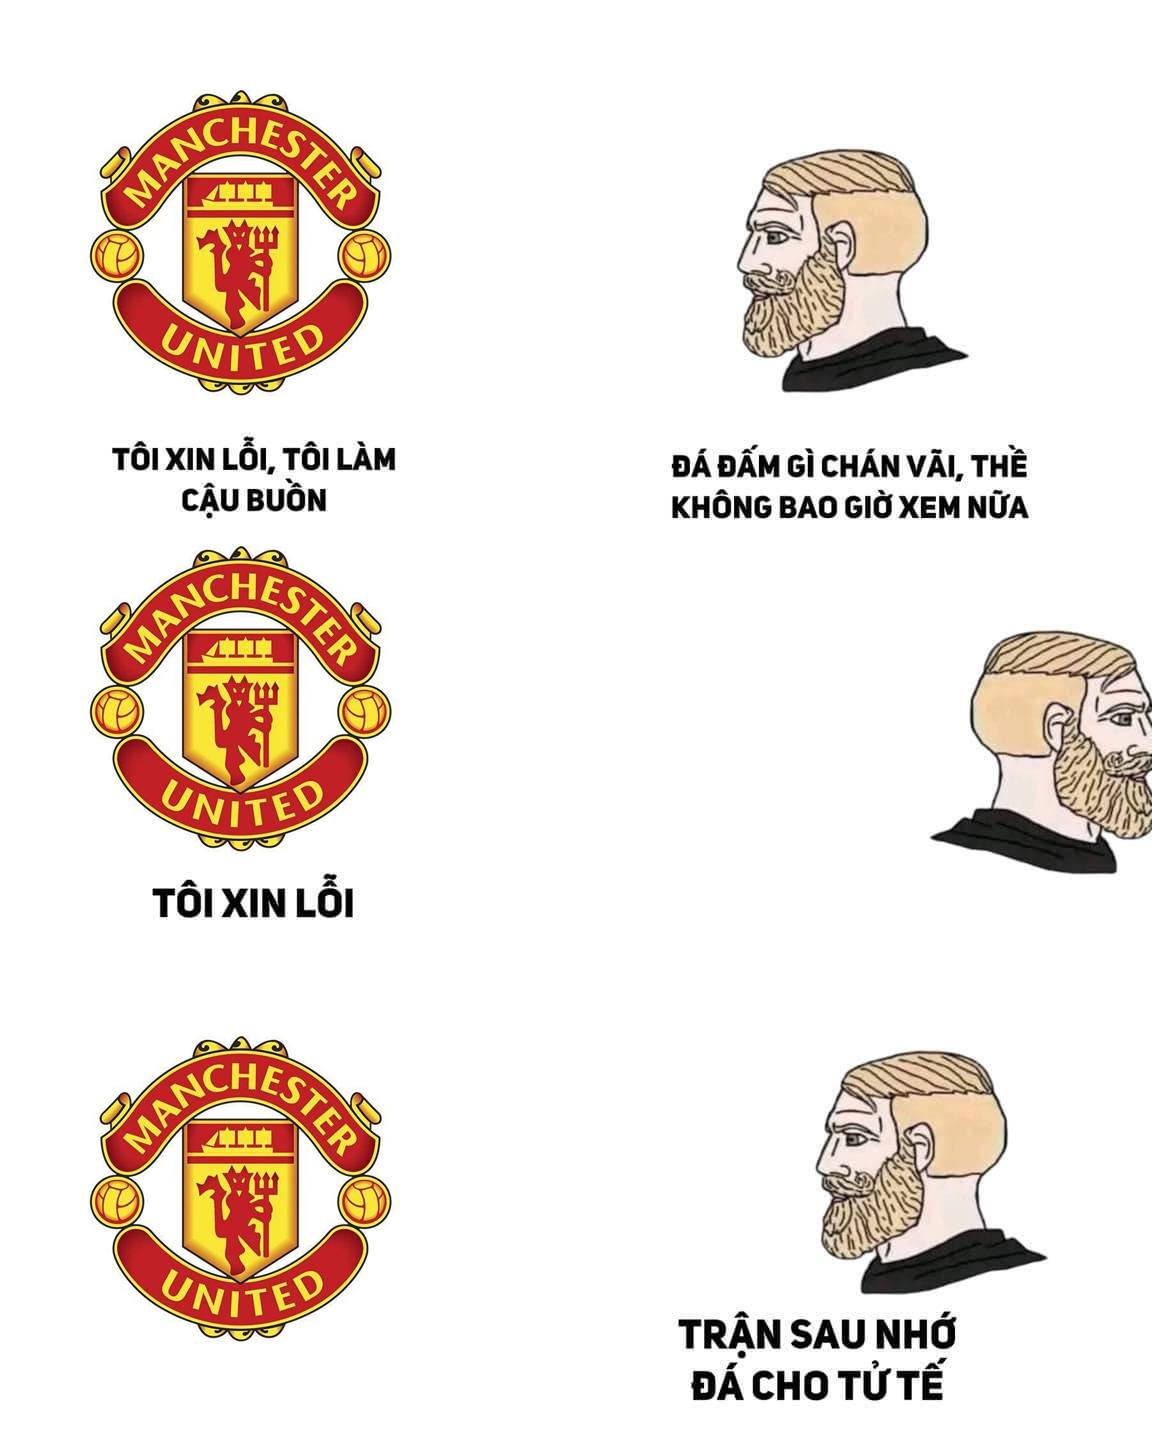 MANCHESTER
UNITED
TÔI XIN LỖI, TÔI LÀM
CẬU BUỒN
ĐÁ ĐẤM GÌ CHÁN VÃI, THỀ
KHÔNG BAO GIỜ XEM NỮA
MANCHESTER
UNITED
TÔI XIN LỖI
MANCHESTER
UNITED
TRẬN SAU NHỚ
ĐÁ CHO TỬ TẾ